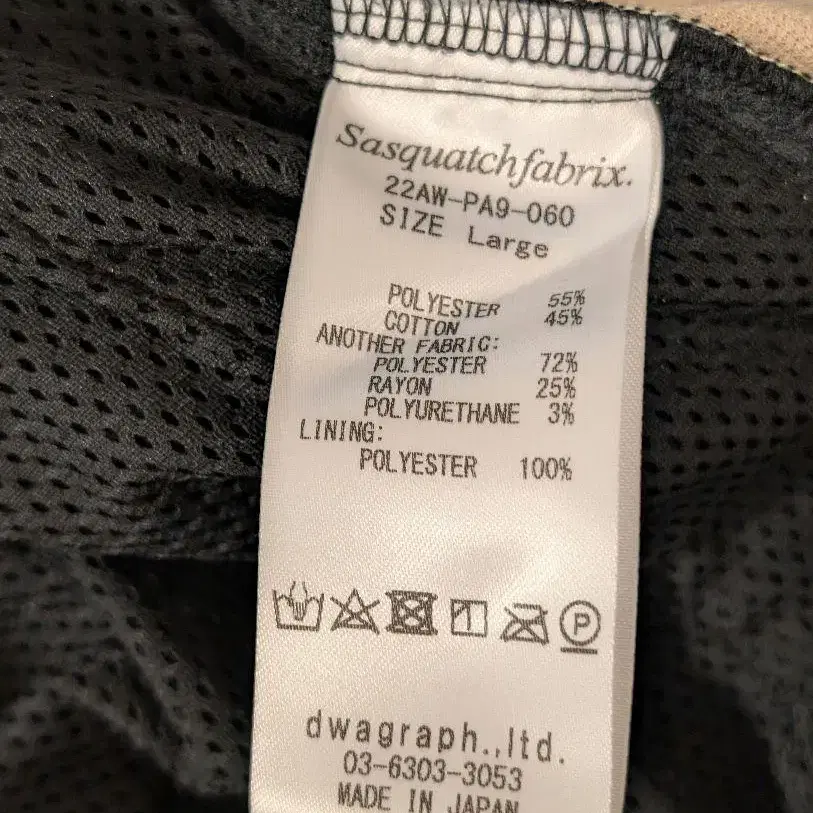 Sasquatchfabrix.
22AW-PA9-060
SIZE Large
POLYESTER 55%
COTTON 45%
ANOTHER FABRIC:
POLYESTER 72%
RAYON 25%
POLYURETHANE 3%
LINING:
POLYESTER 100%
P
dwagraph.,ltd.
03-6303-3053
MADE IN JAPAN